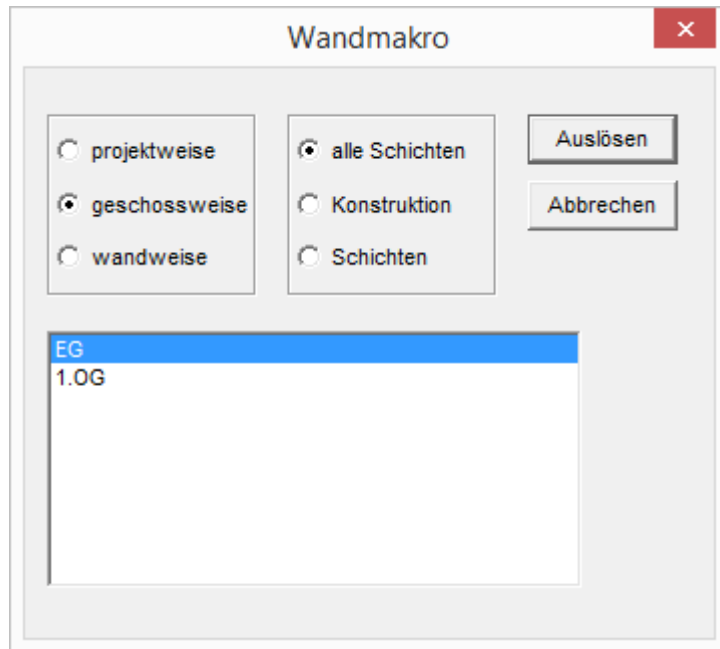 Wandmakro
projektweise
geschossweise
wandweise
alle Schichten
Konstruktion
Schichten
Auslösen
Abbrechen
EG
1.OG